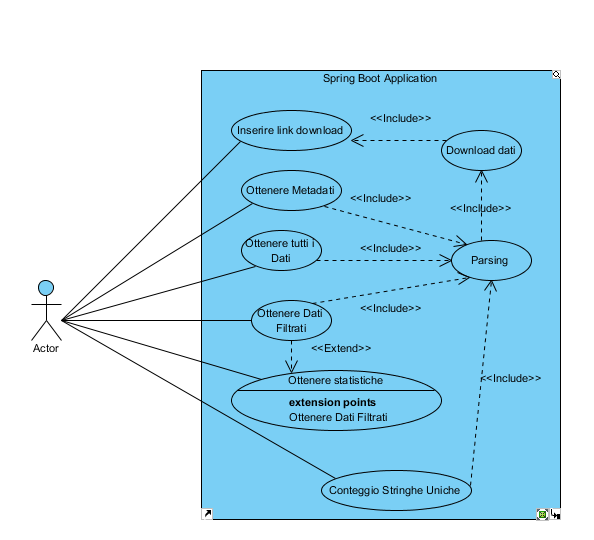 Spring Boot Application
<<Include>>
Inserire link download
Download dati
Ottenere Metadati
<<Include>>
<<Include>>
Ottenere tutti i
Dati
<<Include>>
Parsing
Ottenere Dati
Filtrati
<<Include>>
Actor
<<Extend>>
Ottenere statistiche
<<Include>>
extension points
Ottenere Dati Filtrati
Conteggio Stringhe Uniche